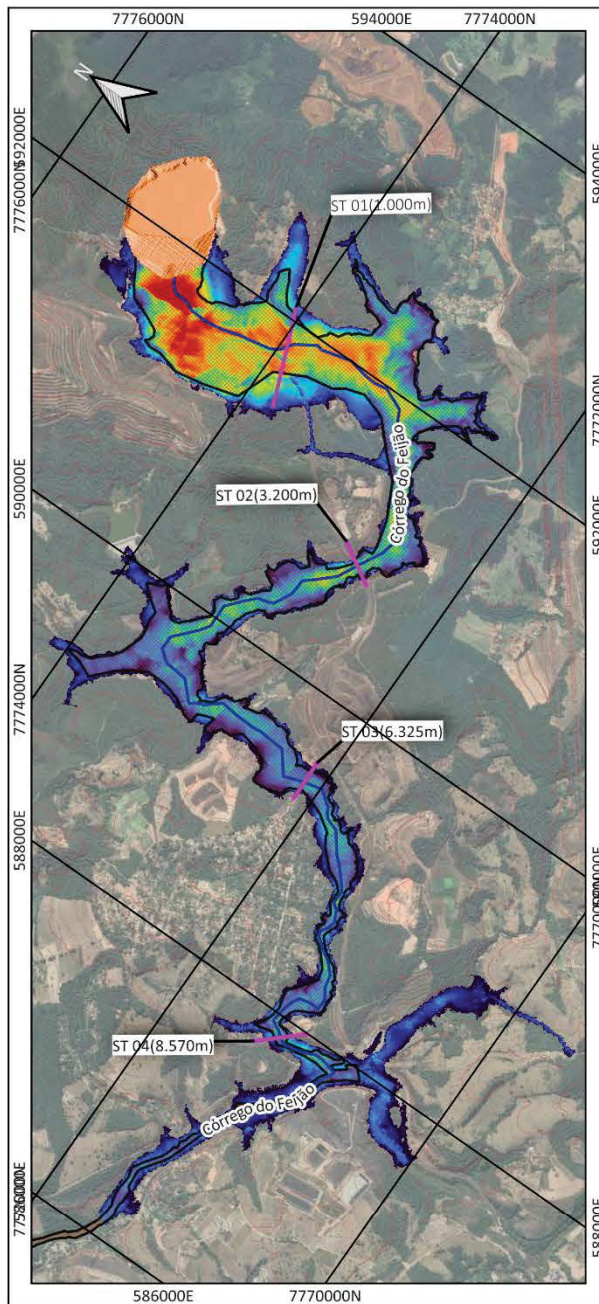 7776000N
594000E
7774000N
N
592000E
7776000N
594000E
ST 01(1.000m)
7772000N
592000E
590000E
ST 02(3.200m)
Córrego do Feijão
7774000N
ST 03(6.325m)
588000E
ST 04(8.570m)
Córrego do Feijão
586000E
588000E
586000E
7770000N